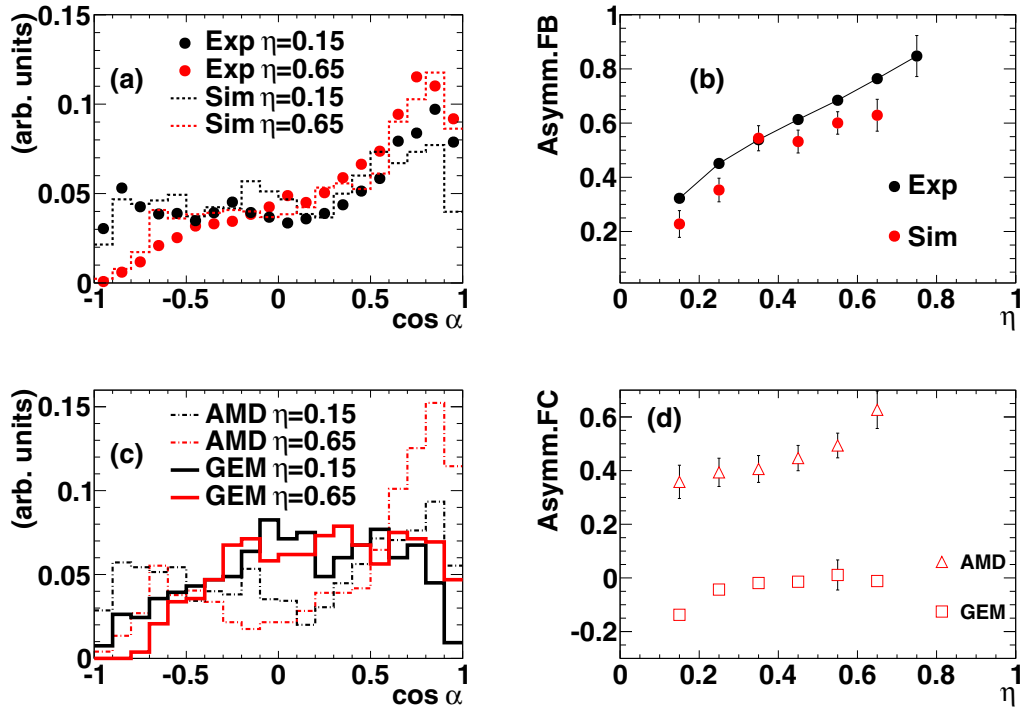 (arb. units)
0.15
0.1
0.05
0
(a)
Exp η=0.15
Exp η=0.65
Sim η=0.15
Sim η=0.65
-1 -0.5 0 0.5 1
cos α
Asymm.FB
1
0.8
0.6
0.4
0.2
(b)
Exp
Sim
0 0.2 0.4 0.6 0.8 1
η
(arb. units)
0.15
0.1
0.05
0
(c)
AMD η=0.15
AMD η=0.65
GEM η=0.15
GEM η=0.65
-1 -0.5 0 0.5 1
cos α
Asymm.FC
0.6
0.4
0.2
0
-0.2
(d)
AMD
GEM
0 0.2 0.4 0.6 0.8 1
η